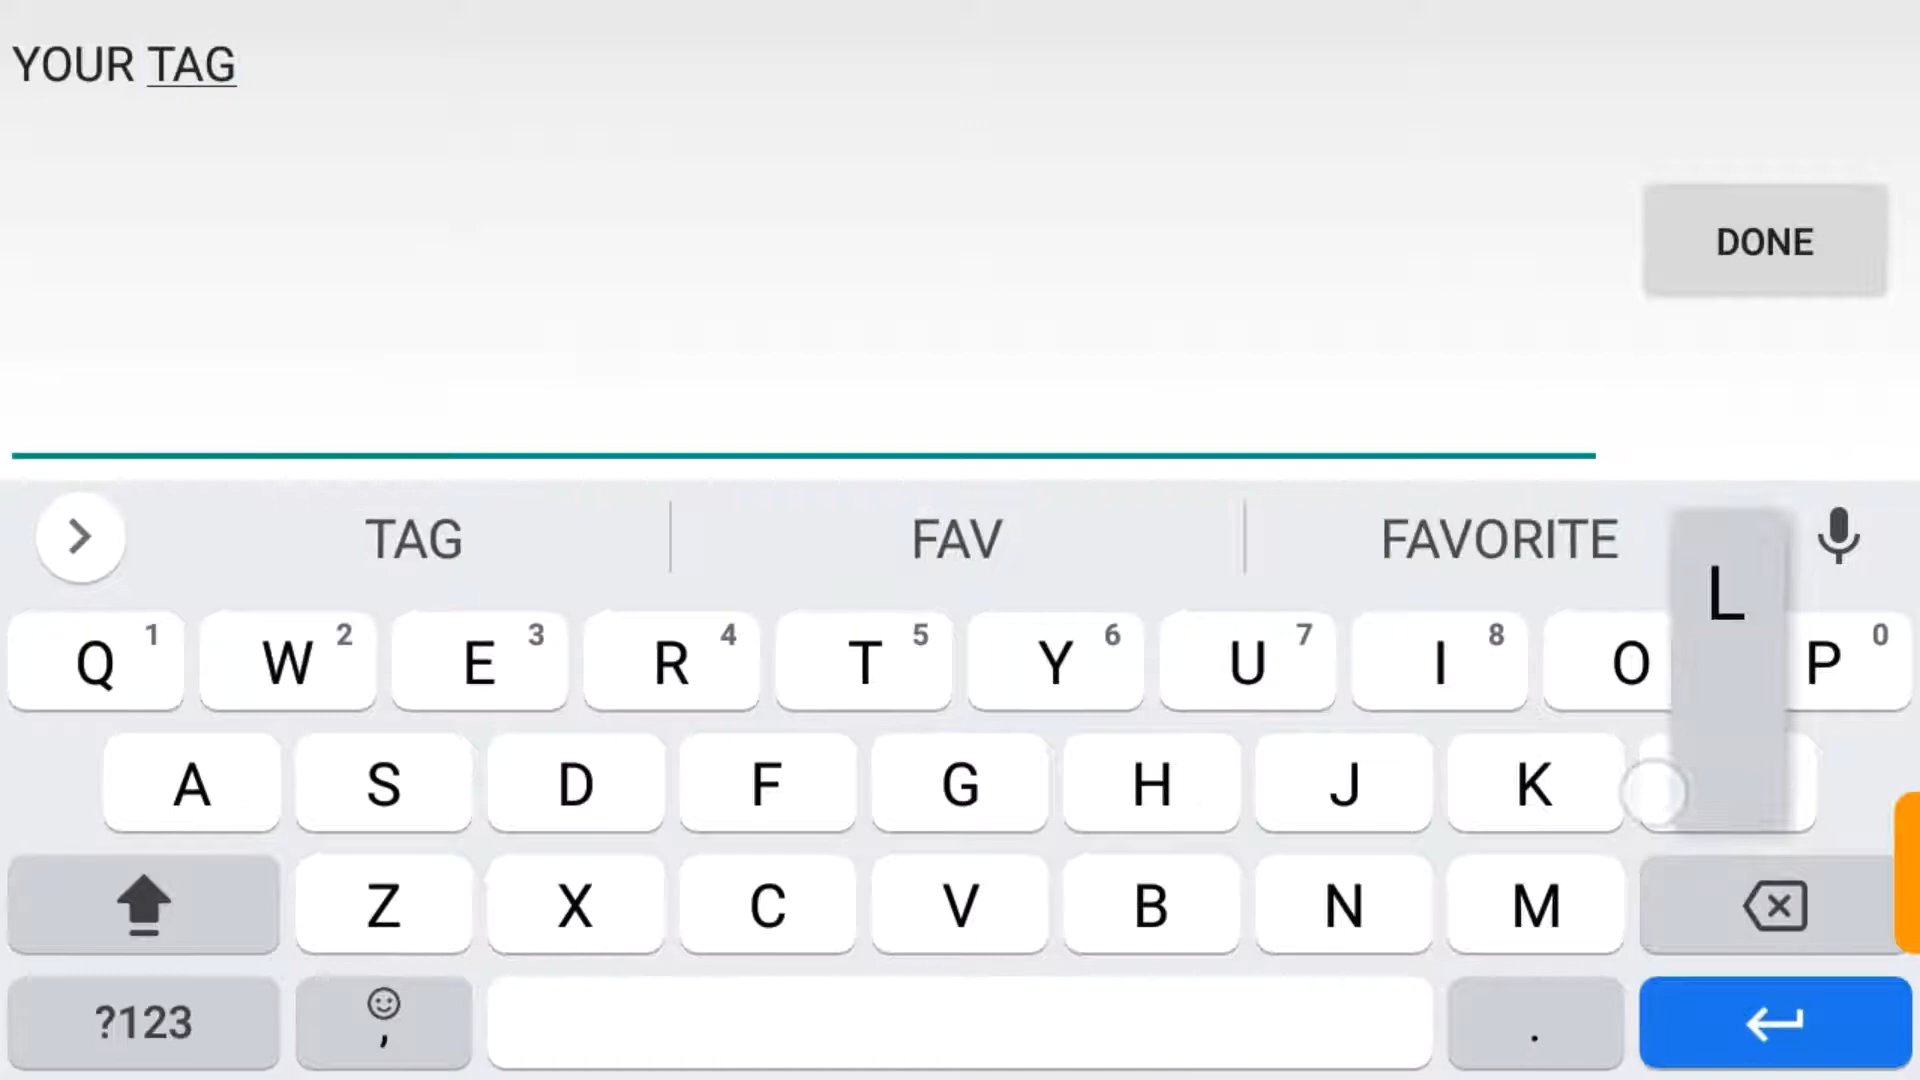 YOUR TAG
DONE
TAG FAV FAVORITE
L
Q 1 W 2 E 3 R 4 T 5 Y 6 U 7 I 8 O P 0
A S D F G H J K
Z X C V B N M
?123 , .